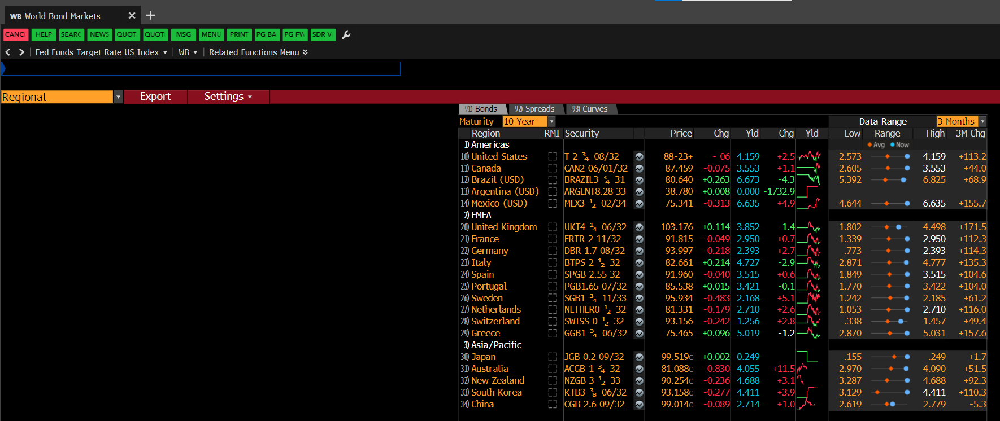 WB World Bond Markets
CANC HELP SEARC NEWS QUOT QUOT MSG MENU PRINT PG BA PG FW SDR V
Fed Funds Target Rate US Index WB Related Functions Menu
Regional Export Settings
91) Bonds 92) Spreads 93) Curves
Maturity 10 Year Data Range 3 Months
Region RMI Security Price Chg Yld Chg Yld Low Range High 3M Chg
1) Americas Avg Now
10) United States T 2 ¾ 08/32 88-23+ - 06 4.159 +2.5 2.573 4.159 +113.2
11) Canada CAN2 06/01/32 87.459 -0.075 3.553 +1.1 2.605 3.553 +44.0
12) Brazil (USD) BRAZIL3 ¾ 31 80.640 +0.263 6.673 -4.3 5.392 6.825 +68.9
13) Argentina (USD) ARGENT8.28 33 38.780 +0.008 0.000 -1732.9
14) Mexico (USD) MEX3 ½ 02/34 75.341 -0.313 6.635 +4.9 4.644 6.635 +155.7
2) EMEA
20) United Kingdom UKT4 ¼ 06/32 103.176 +0.114 3.852 -1.4 1.802 4.498 +171.5
21) France FRTR 2 11/32 91.815 -0.049 2.950 +0.7 1.339 2.950 +112.3
22) Germany DBR 1.7 08/32 93.997 -0.218 2.393 +2.7 .773 2.393 +114.3
23) Italy BTPS 2 ½ 32 82.661 +0.214 4.727 -2.9 2.871 4.777 +135.3
24) Spain SPGB 2.55 32 91.960 -0.040 3.515 +0.6 1.849 3.515 +104.6
25) Portugal PGB1.65 07/32 85.538 +0.015 3.421 -0.1 1.770 3.422 +104.0
26) Sweden SGB1 ¾ 11/33 95.934 -0.483 2.168 +5.1 1.242 2.185 +61.2
27) Netherlands NETHER0 ½ 32 81.331 -0.179 2.710 +2.6 1.053 2.710 +116.0
28) Switzerland SWISS 0 ½ 32 93.156 -0.242 1.256 +2.8 .338 1.457 +49.4
29) Greece GGB1 ¾ 06/32 75.465 +0.096 5.019 -1.2 2.870 5.031 +157.6
3) Asia/Pacific
30) Japan JGB 0.2 09/32 99.519c +0.002 0.249 .155 .249 +1.7
31) Australia ACGB 1 ¾ 32 81.088c -0.830 4.055 +11.5 2.970 4.090 +51.5
32) New Zealand NZGB 3 ½ 33 90.254c -0.236 4.688 +3.1 3.287 4.688 +92.3
33) South Korea KTB3 ⅜ 06/32 93.158c -0.277 4.411 +3.9 3.129 4.411 +110.3
34) China CGB 2.6 09/32 99.014c -0.089 2.714 +1.0 2.619 2.779 -5.3